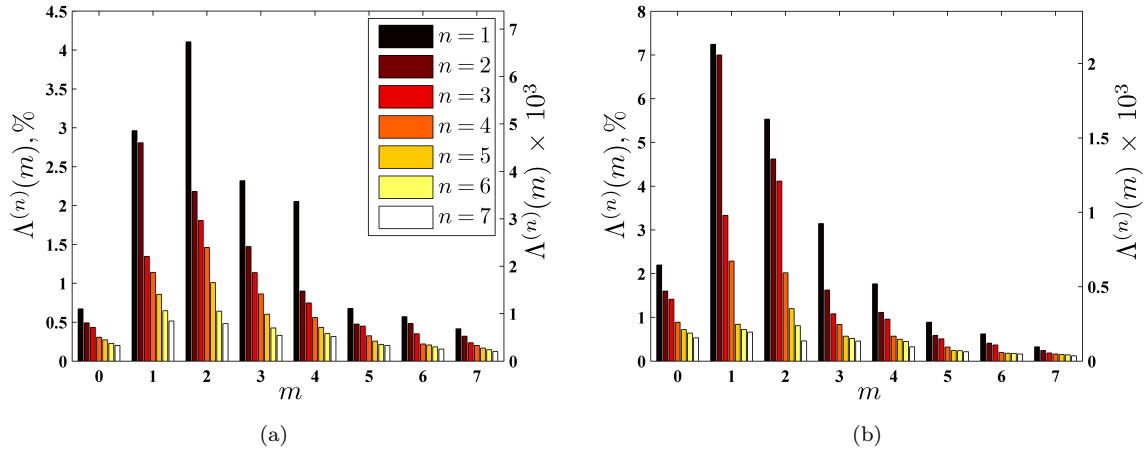 4.5
4
3.5
3
2.5
2
1.5
1
0.5
0
Λ^{(n)}(m), %
0 1 2 3 4 5 6 7
m
7
6
5
4
3
2
1
0
Λ^{(n)}(m) × 10^3
n = 1
n = 2
n = 3
n = 4
n = 5
n = 6
n = 7
(a)
8
7
6
5
4
3
2
1
0
Λ^{(n)}(m), %
0 1 2 3 4 5 6 7
m
2
1
0.5
0
Λ^{(n)}(m) × 10^3
(b)